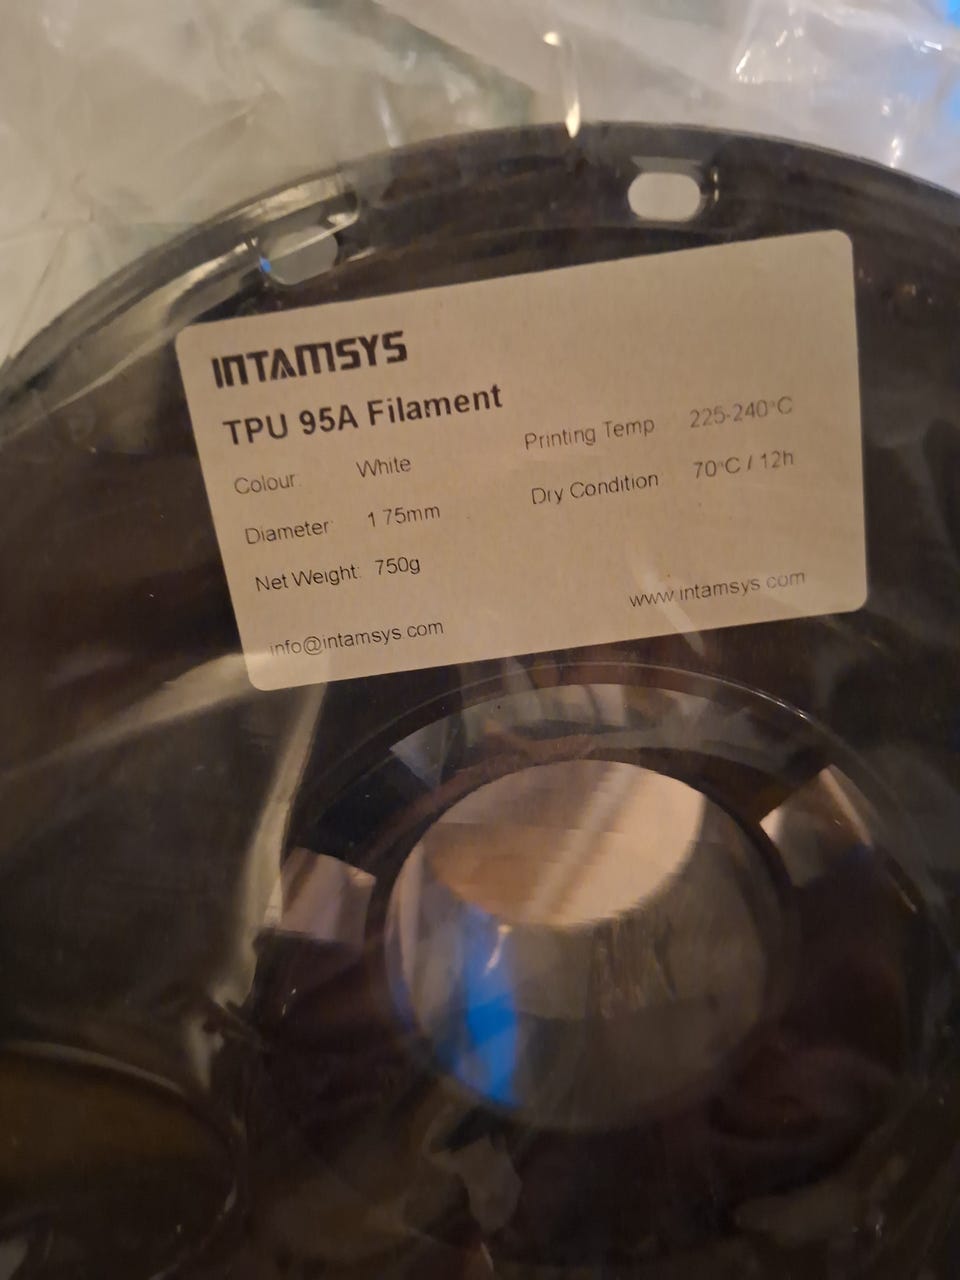 INTAMSYS
TPU 95A Filament
Colour: White
Diameter: 1.75mm
Net Weight: 750g
Printing Temp 225-240°C
Dry Condition 70°C / 12h
info@intamsys.com
www.intamsys.com